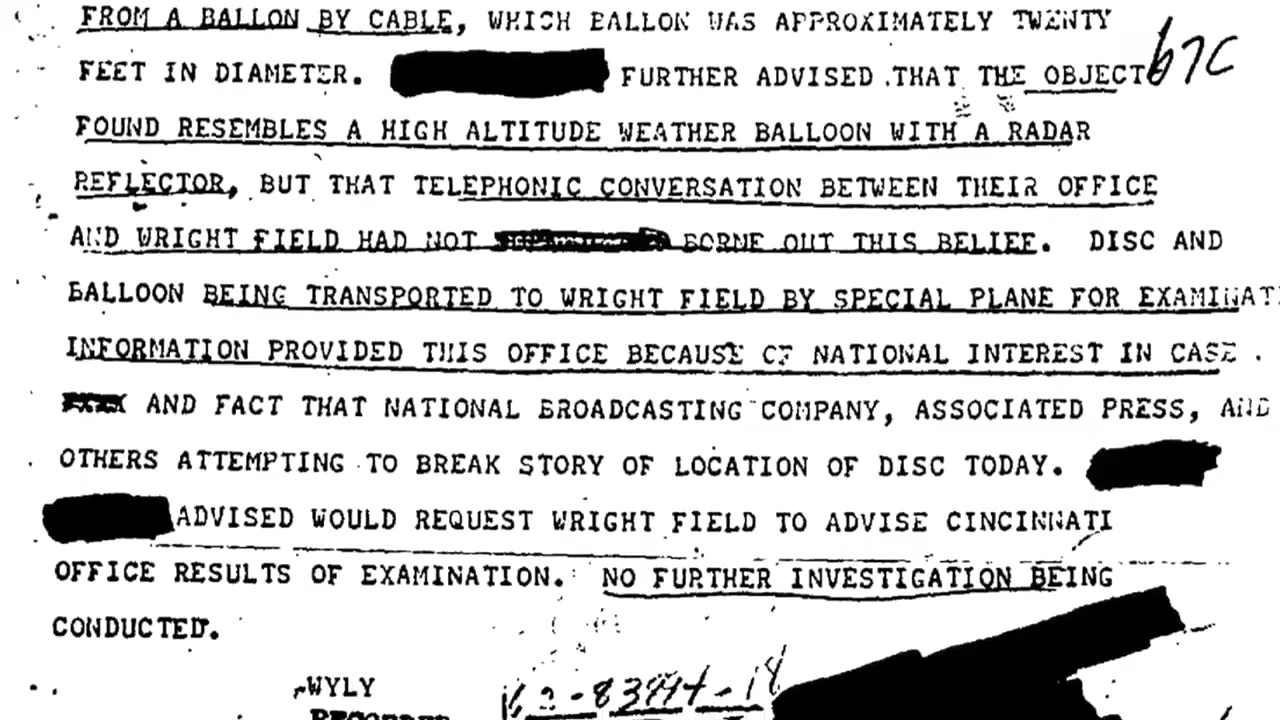 FROM A BALLON BY CABLE, WHICH BALLON WAS APPROXIMATELY TWENTY
FEET IN DIAMETER. FURTHER ADVISED THAT THE OBJECT b7C
FOUND RESEMBLES A HIGH ALTITUDE WEATHER BALLOON WITH A RADAR
REFLECTOR, BUT THAT TELEPHONIC CONVERSATION BETWEEN THEIR OFFICE
AND WRIGHT FIELD HAD NOT BORNE OUT THIS BELIEF. DISC AND
BALLOON BEING TRANSPORTED TO WRIGHT FIELD BY SPECIAL PLANE FOR EXAMINAT
INFORMATION PROVIDED THIS OFFICE BECAUSE OF NATIONAL INTEREST IN CASE .
AND FACT THAT NATIONAL BROADCASTING COMPANY, ASSOCIATED PRESS, AND
OTHERS ATTEMPTING TO BREAK STORY OF LOCATION OF DISC TODAY.
ADVISED WOULD REQUEST WRIGHT FIELD TO ADVISE CINCINNATI
OFFICE RESULTS OF EXAMINATION. NO FURTHER INVESTIGATION BEING
CONDUCTED.
WYLY
RECORDED